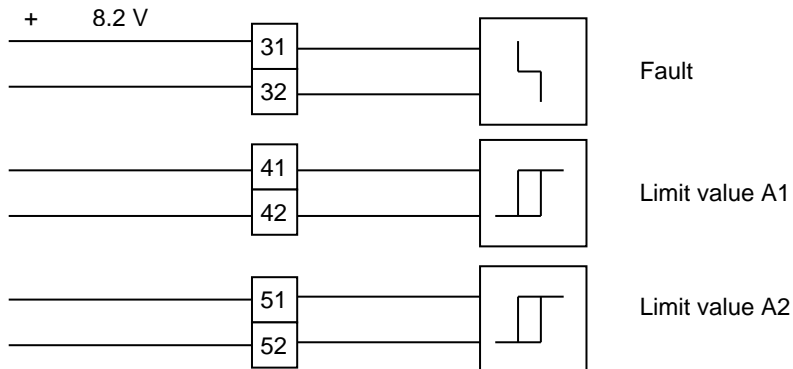 + 8.2 V
31
32
Fault
41
42
Limit value A1
51
52
Limit value A2